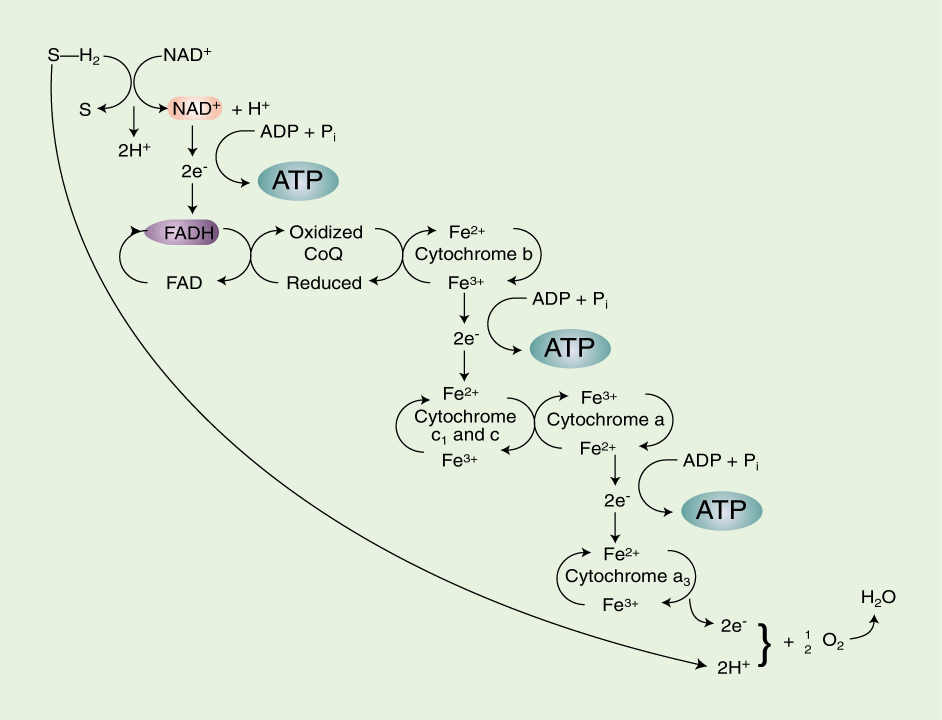 S—H₂
NAD⁺
S
NAD⁺ + H⁺
2H⁺
ADP + Pᵢ
2e⁻
ATP
FADH
Oxidized
Fe²⁺
CoQ
Cytochrome b
FAD
Reduced
Fe³⁺
ADP + Pᵢ
2e⁻
ATP
Fe²⁺
Fe³⁺
Cytochrome
c₁ and c
Cytochrome a
Fe³⁺
Fe²⁺
ADP + Pᵢ
2e⁻
ATP
Fe²⁺
Cytochrome a₃
Fe³⁺
2e⁻
2H⁺
} + 1/2 O₂
H₂O